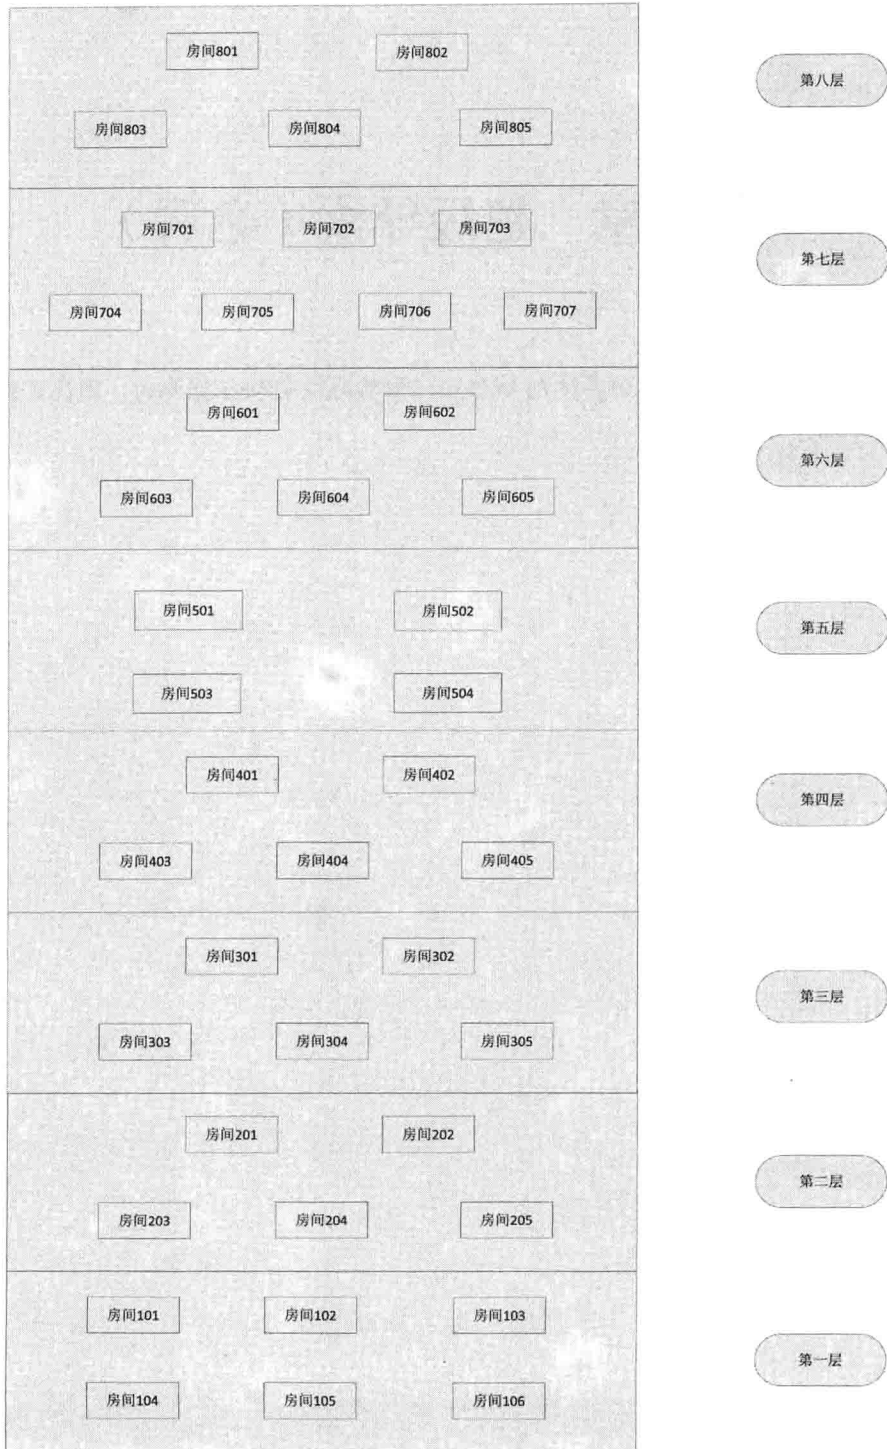 房间801 房间802
第八层
房间803 房间804 房间805
房间701 房间702 房间703
第七层
房间704 房间705 房间706 房间707
房间601 房间602
第六层
房间603 房间604 房间605
房间501 房间502
第五层
房间503 房间504
房间401 房间402
第四层
房间403 房间404 房间405
房间301 房间302
第三层
房间303 房间304 房间305
房间201 房间202
第二层
房间203 房间204 房间205
房间101 房间102 房间103
第一层
房间104 房间105 房间106